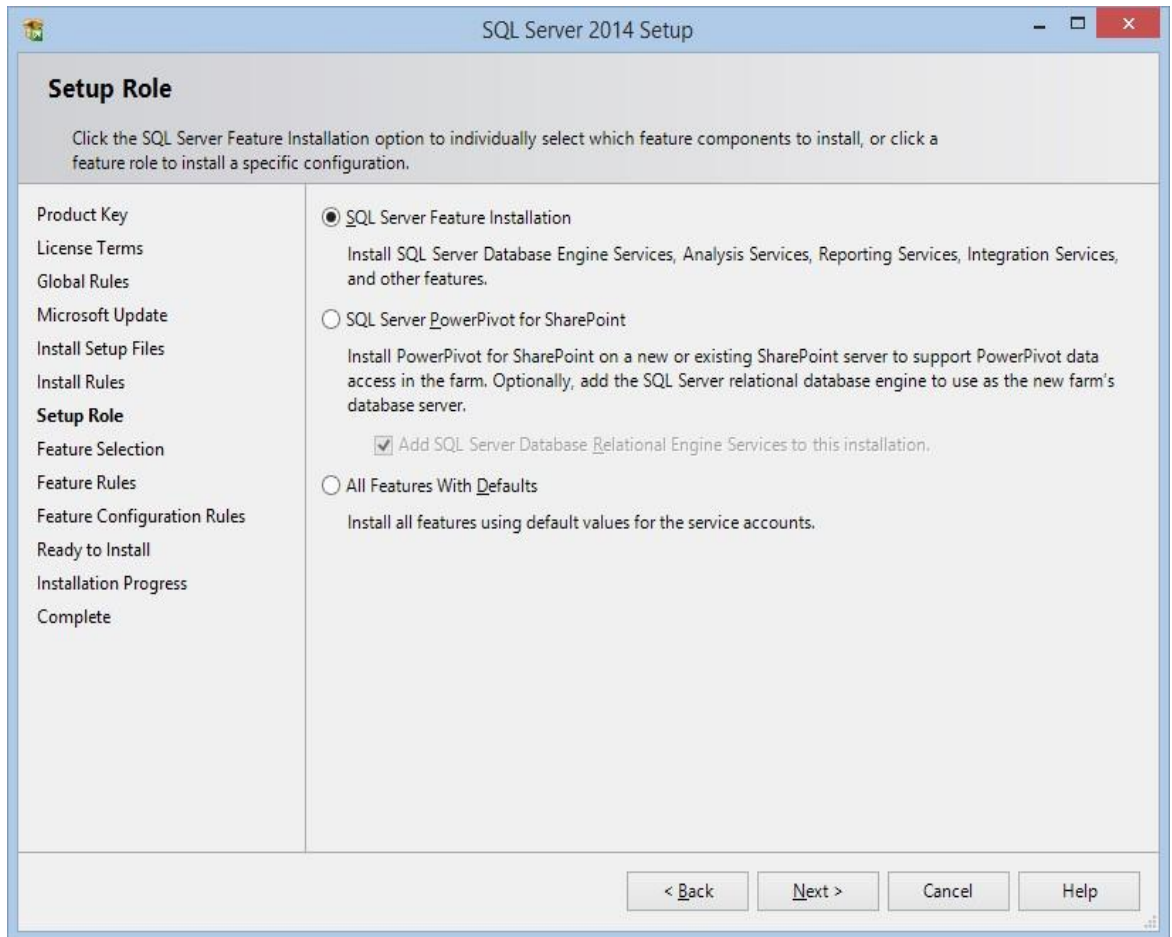 SQL Server 2014 Setup
Setup Role
Click the SQL Server Feature Installation option to individually select which feature components to install, or click a
feature role to install a specific configuration.
Product Key
License Terms
Global Rules
Microsoft Update
Install Setup Files
Install Rules
Setup Role
Feature Selection
Feature Rules
Feature Configuration Rules
Ready to Install
Installation Progress
Complete
SQL Server Feature Installation
Install SQL Server Database Engine Services, Analysis Services, Reporting Services, Integration Services,
and other features.
SQL Server PowerPivot for SharePoint
Install PowerPivot for SharePoint on a new or existing SharePoint server to support PowerPivot data
access in the farm. Optionally, add the SQL Server relational database engine to use as the new farm's
database server.
Add SQL Server Database Relational Engine Services to this installation.
All Features With Defaults
Install all features using default values for the service accounts.
< Back
Next >
Cancel
Help